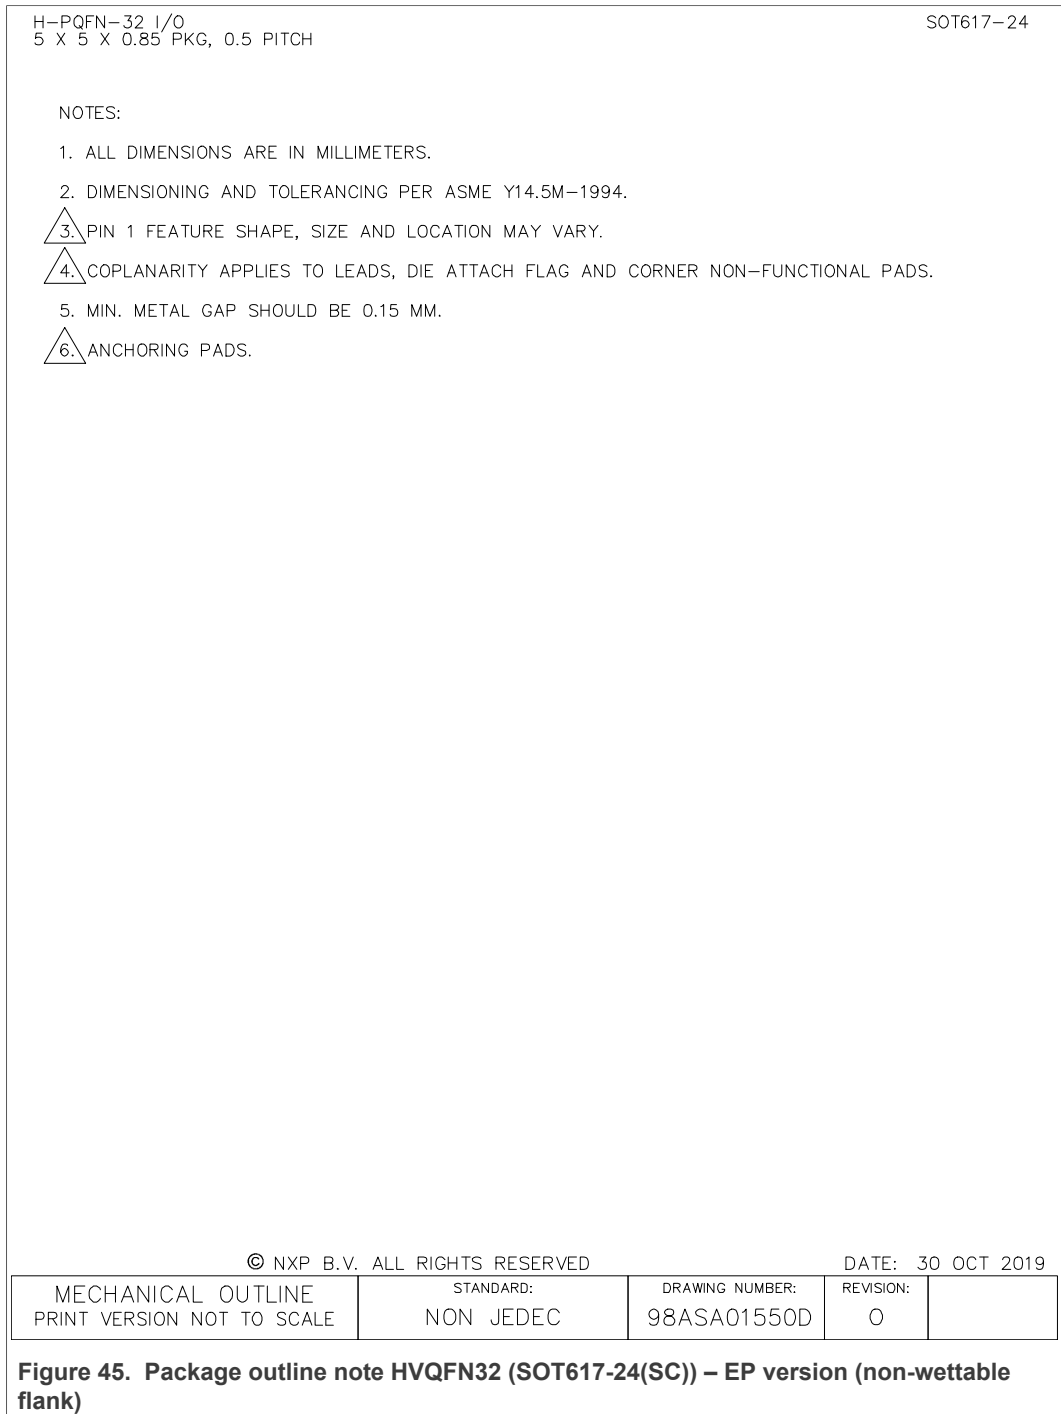 H-PQFN-32 I/O
5 X 5 X 0.85 PKG, 0.5 PITCH
SOT617-24
NOTES:
1. ALL DIMENSIONS ARE IN MILLIMETERS.
2. DIMENSIONING AND TOLERANCING PER ASME Y14.5M-1994.
3. PIN 1 FEATURE SHAPE, SIZE AND LOCATION MAY VARY.
4. COPLANARITY APPLIES TO LEADS, DIE ATTACH FLAG AND CORNER NON-FUNCTIONAL PADS.
5. MIN. METAL GAP SHOULD BE 0.15 MM.
6. ANCHORING PADS.
© NXP B.V. ALL RIGHTS RESERVED
DATE: 30 OCT 2019
MECHANICAL OUTLINE
PRINT VERSION NOT TO SCALE
STANDARD:
NON JEDEC
DRAWING NUMBER:
98ASA01550D
REVISION:
O
Figure 45. Package outline note HVQFN32 (SOT617-24(SC)) – EP version (non-wettable
flank)